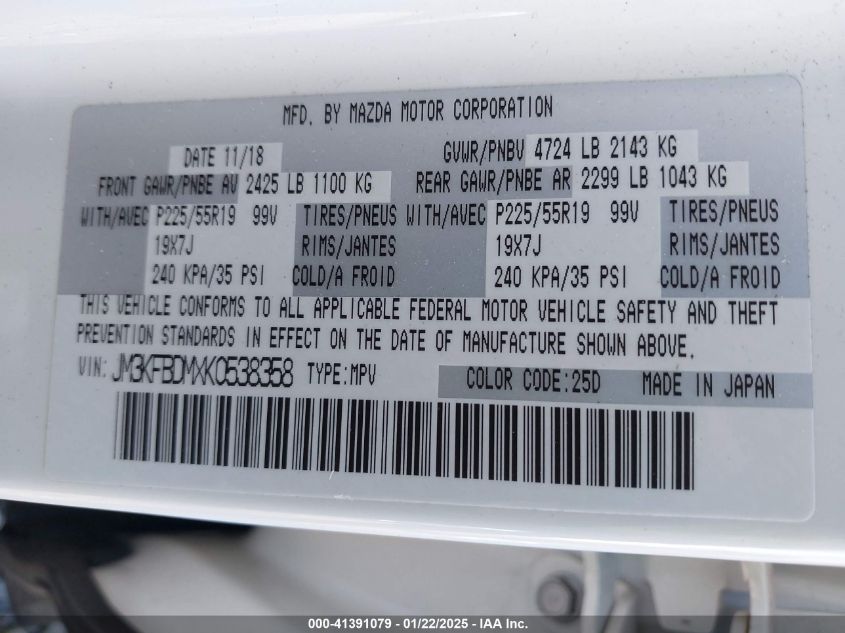 MFD. BY MAZDA MOTOR CORPORATION
DATE 11/18 GVWR/PNBV 4724 LB 2143 KG
FRONT GAWR/PNBE AV 2425 LB 1100 KG REAR GAWR/PNBE AR 2299 LB 1043 KG
WITH/AVEC P225/55R19 99V TIRES/PNEUS WITH/AVEC P225/55R19 99V TIRES/PNEUS
19X7J RIMS/JANTES 19X7J RIMS/JANTES
240 KPA/35 PSI COLD/A FROID 240 KPA/35 PSI COLD/A FROID
THIS VEHICLE CONFORMS TO ALL APPLICABLE FEDERAL MOTOR VEHICLE SAFETY AND THEFT
PREVENTION STANDARDS IN EFFECT ON THE DATE OF MANUFACTURE SHOWN ABOVE.
VIN: JM3KFBDMXK0538358 TYPE:MPV COLOR CODE:25D MADE IN JAPAN
000-41391079 - 01/22/2025 - IAA Inc.